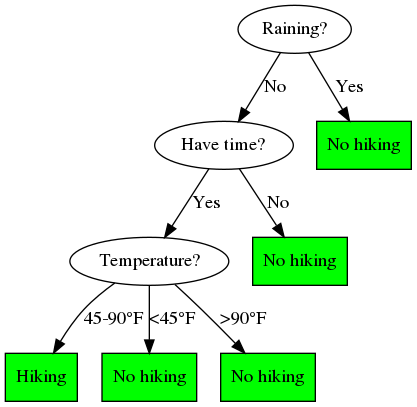 Raining?
No
Yes
Have time?
No hiking
Yes
No
Temperature?
No hiking
45-90°F
<45°F
>90°F
Hiking
No hiking
No hiking